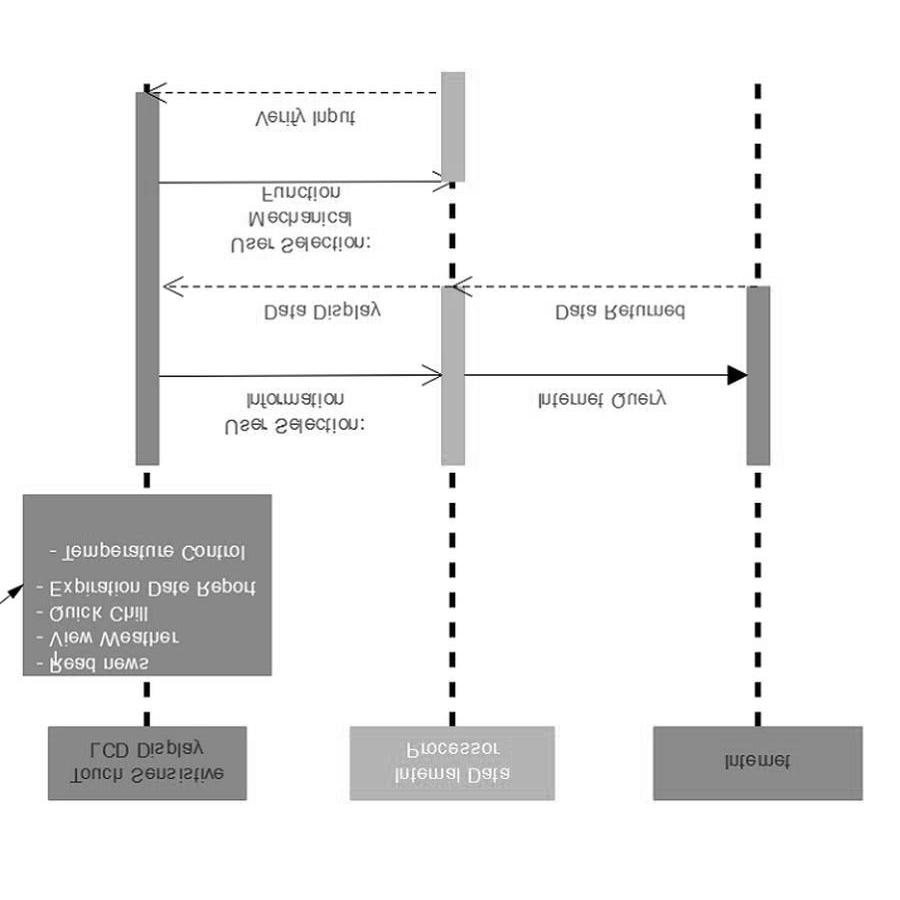 Touch Sensistive
LCD Display
Internal Data
Processor
Internet
- Read news
- View Weather
- Quick Chill
- Expiration Date Report
- Temperature Control
User Selection:
Information
Internet Query
Data Display
Data Returned
User Selection:
Mechanical
Function
Verify Input